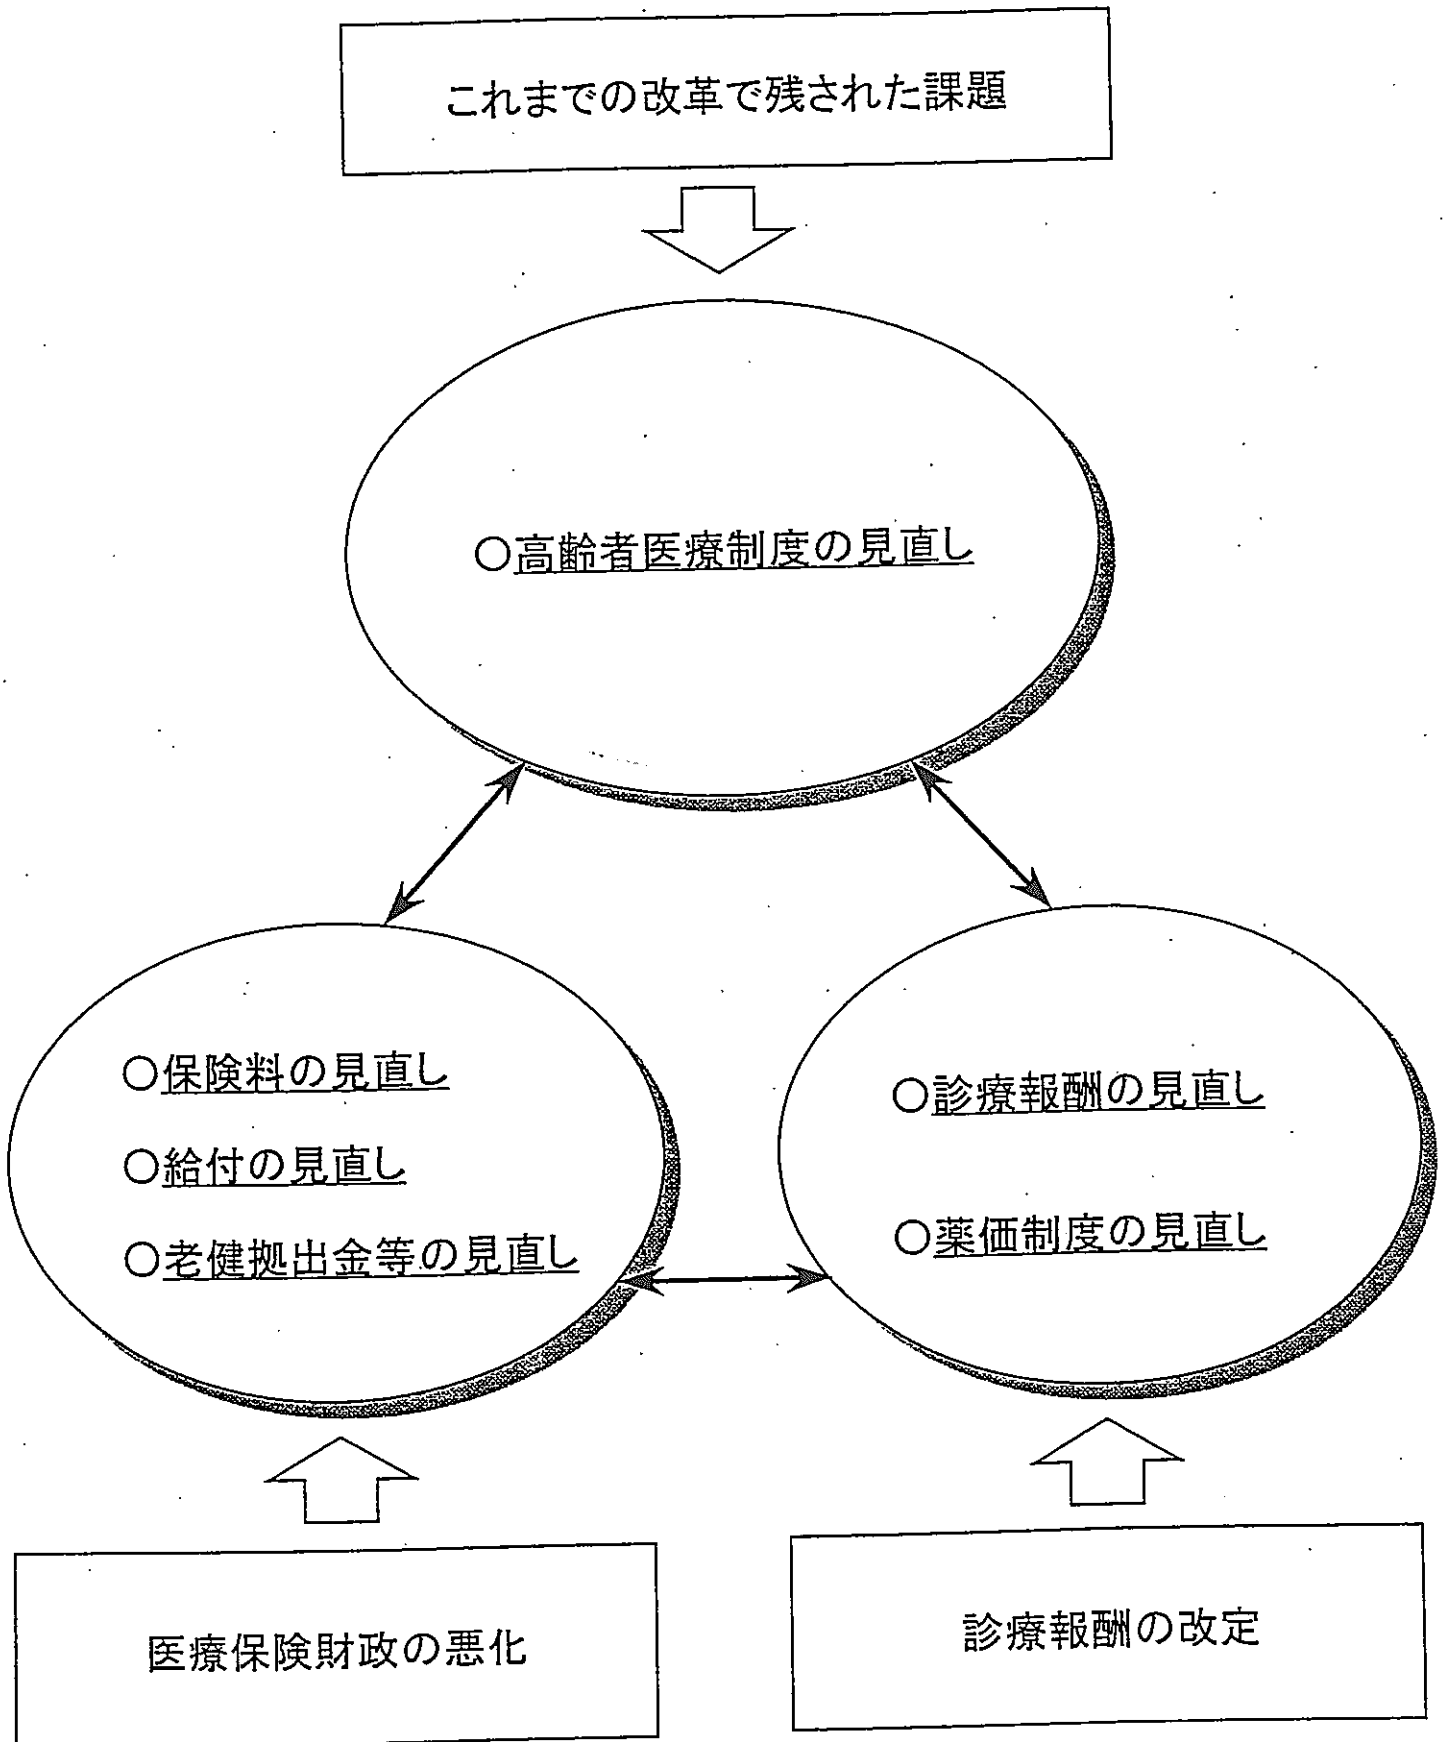 これまでの改革で残された課題
○高齢者医療制度の見直し
○保険料の見直し
○給付の見直し
○老健拠出金等の見直し
○診療報酬の見直し
○薬価制度の見直し
医療保険財政の悪化
診療報酬の改定